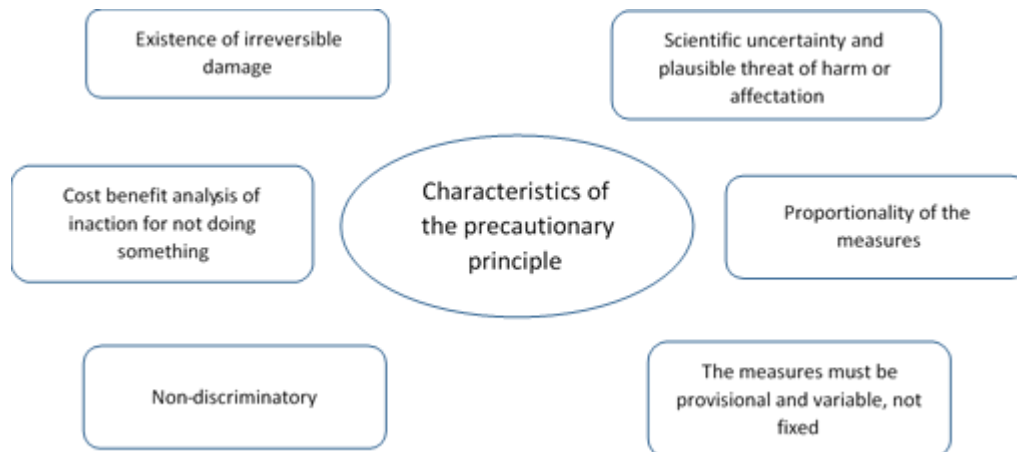 Existence of irreversible
damage
Scientific uncertainty and
plausible threat of harm or
affectation
Cost benefit analysis of
inaction for not doing
something
Characteristics of
the precautionary
principle
Proportionality of the
measures
Non-discriminatory
The measures must be
provisional and variable, not
fixed